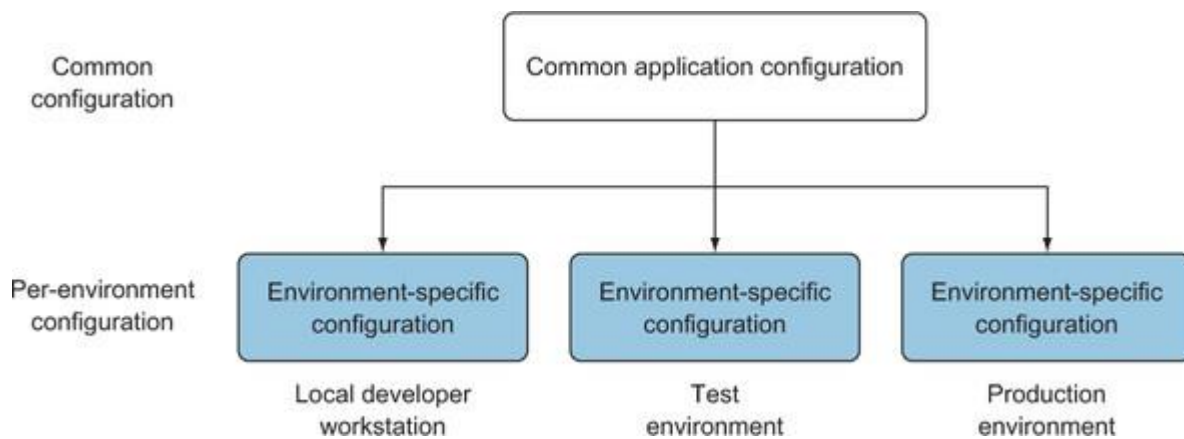 Common
configuration
Common application configuration
Per-environment
configuration
Environment-specific
configuration
Environment-specific
configuration
Environment-specific
configuration
Local developer
workstation
Test
environment
Production
environment